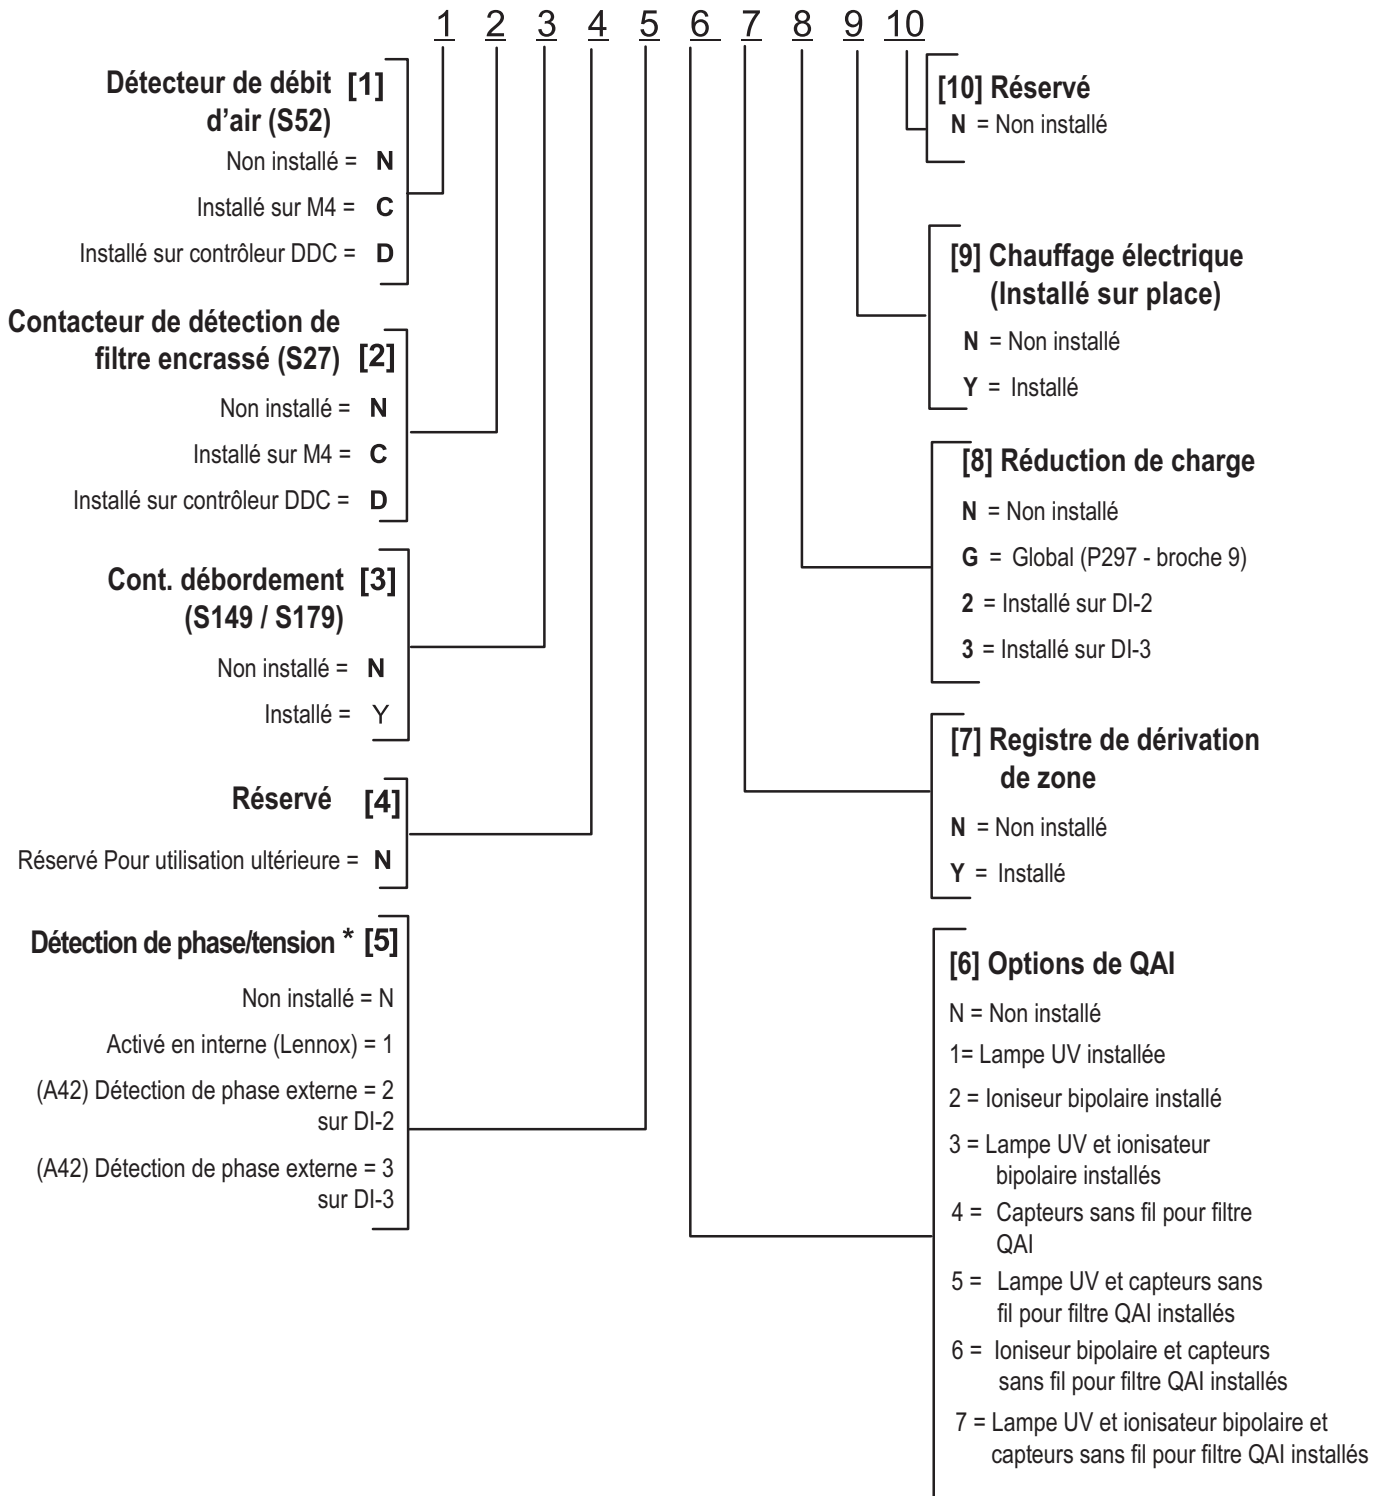 1 2 3 4 5 6 7 8 9 10
Détecteur de débit [1]
d'air (S52)
Non installé = N
Installé sur M4 = C
Installé sur contrôleur DDC = D
Contacteur de détection de
filtre encrassé (S27) [2]
Non installé = N
Installé sur M4 = C
Installé sur contrôleur DDC = D
Cont. débordement [3]
(S149 / S179)
Non installé = N
Installé = Y
Réservé [4]
Réservé Pour utilisation ultérieure = N
Détection de phase/tension * [5]
Non installé = N
Activé en interne (Lennox) = 1
(A42) Détection de phase externe = 2
sur DI-2
(A42) Détection de phase externe = 3
sur DI-3
[10] Réservé
N = Non installé
[9] Chauffage électrique
(Installé sur place)
N = Non installé
Y = Installé
[8] Réduction de charge
N = Non installé
G = Global (P297 - broche 9)
2 = Installé sur DI-2
3 = Installé sur DI-3
[7] Registre de dérivation
de zone
N = Non installé
Y = Installé
[6] Options de QAI
N = Non installé
1= Lampe UV installée
2 = Ioniseur bipolaire installé
3 = Lampe UV et ionisateur
bipolaire installés
4 = Capteurs sans fil pour filtre
QAI
5 = Lampe UV et capteurs sans
fil pour filtre QAI installés
6 = Ioniseur bipolaire et capteurs
sans fil pour filtre QAI installés
7 = Lampe UV et ionisateur bipolaire et
capteurs sans fil pour filtre QAI installés